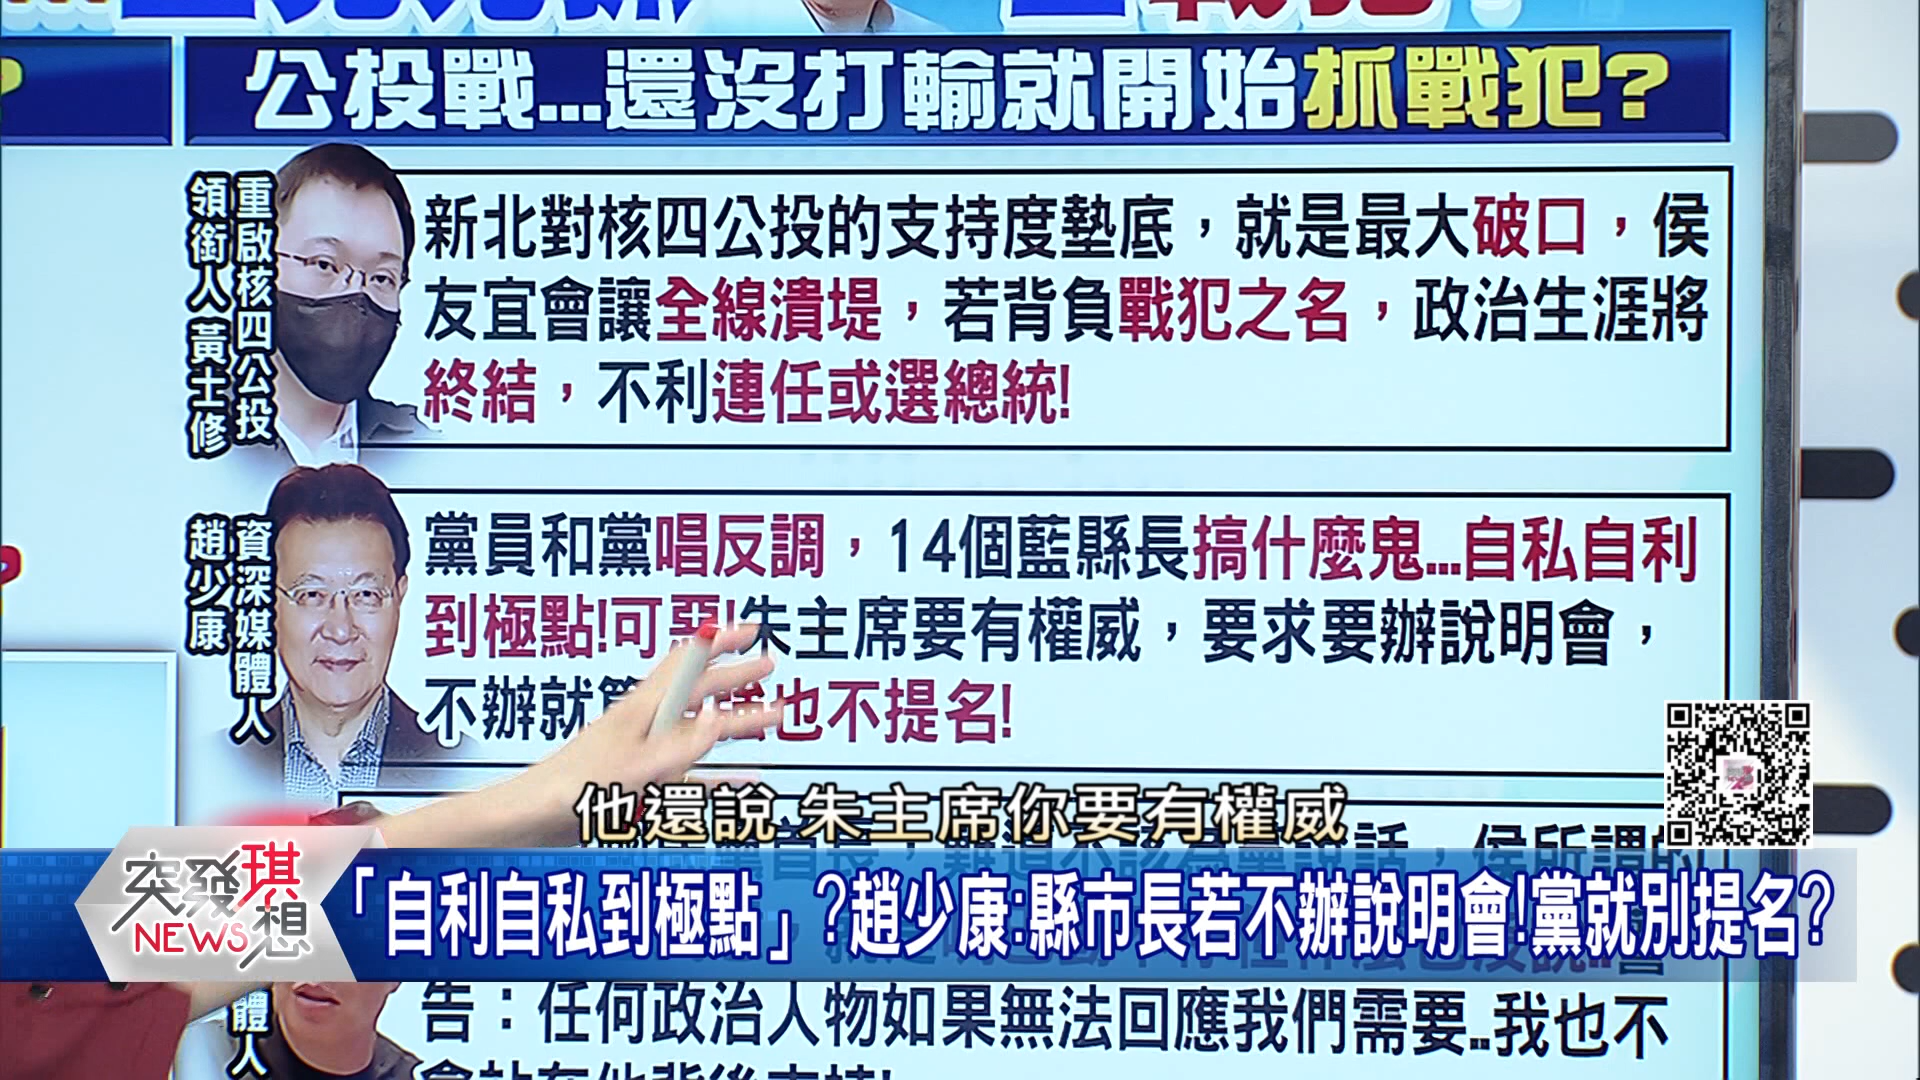 公投戰...還沒打輸就開始抓戰犯?
重啟核四公投
領銜人黃士修
新北對核四公投的支持度墊底，就是最大破口，侯
友宜會讓全線潰堤，若背負戰犯之名，政治生涯將
終結，不利連任或選總統!
資深媒體人
趙少康
黨員和黨唱反調，14個藍縣長搞什麼鬼...自私自利
到極點!可惡!朱主席要有權威，要求要辦說明會，
不辦就算 也不提名!
他還說 朱主席你要有權威
突發琪想
NEWS
「自利自私到極點」?趙少康:縣市長若不辦說明會!黨就別提名?
體人
告：任何政治人物如果無法回應我們需要..我也不